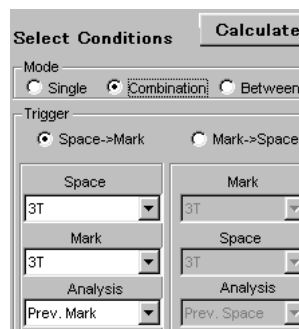 Select Conditions Calculate
Mode
Single Combination Between
Trigger
Space->Mark Mark->Space
Space Mark
3T 3T
Mark Space
3T 3T
Analysis Analysis
Prev. Mark Prev. Space